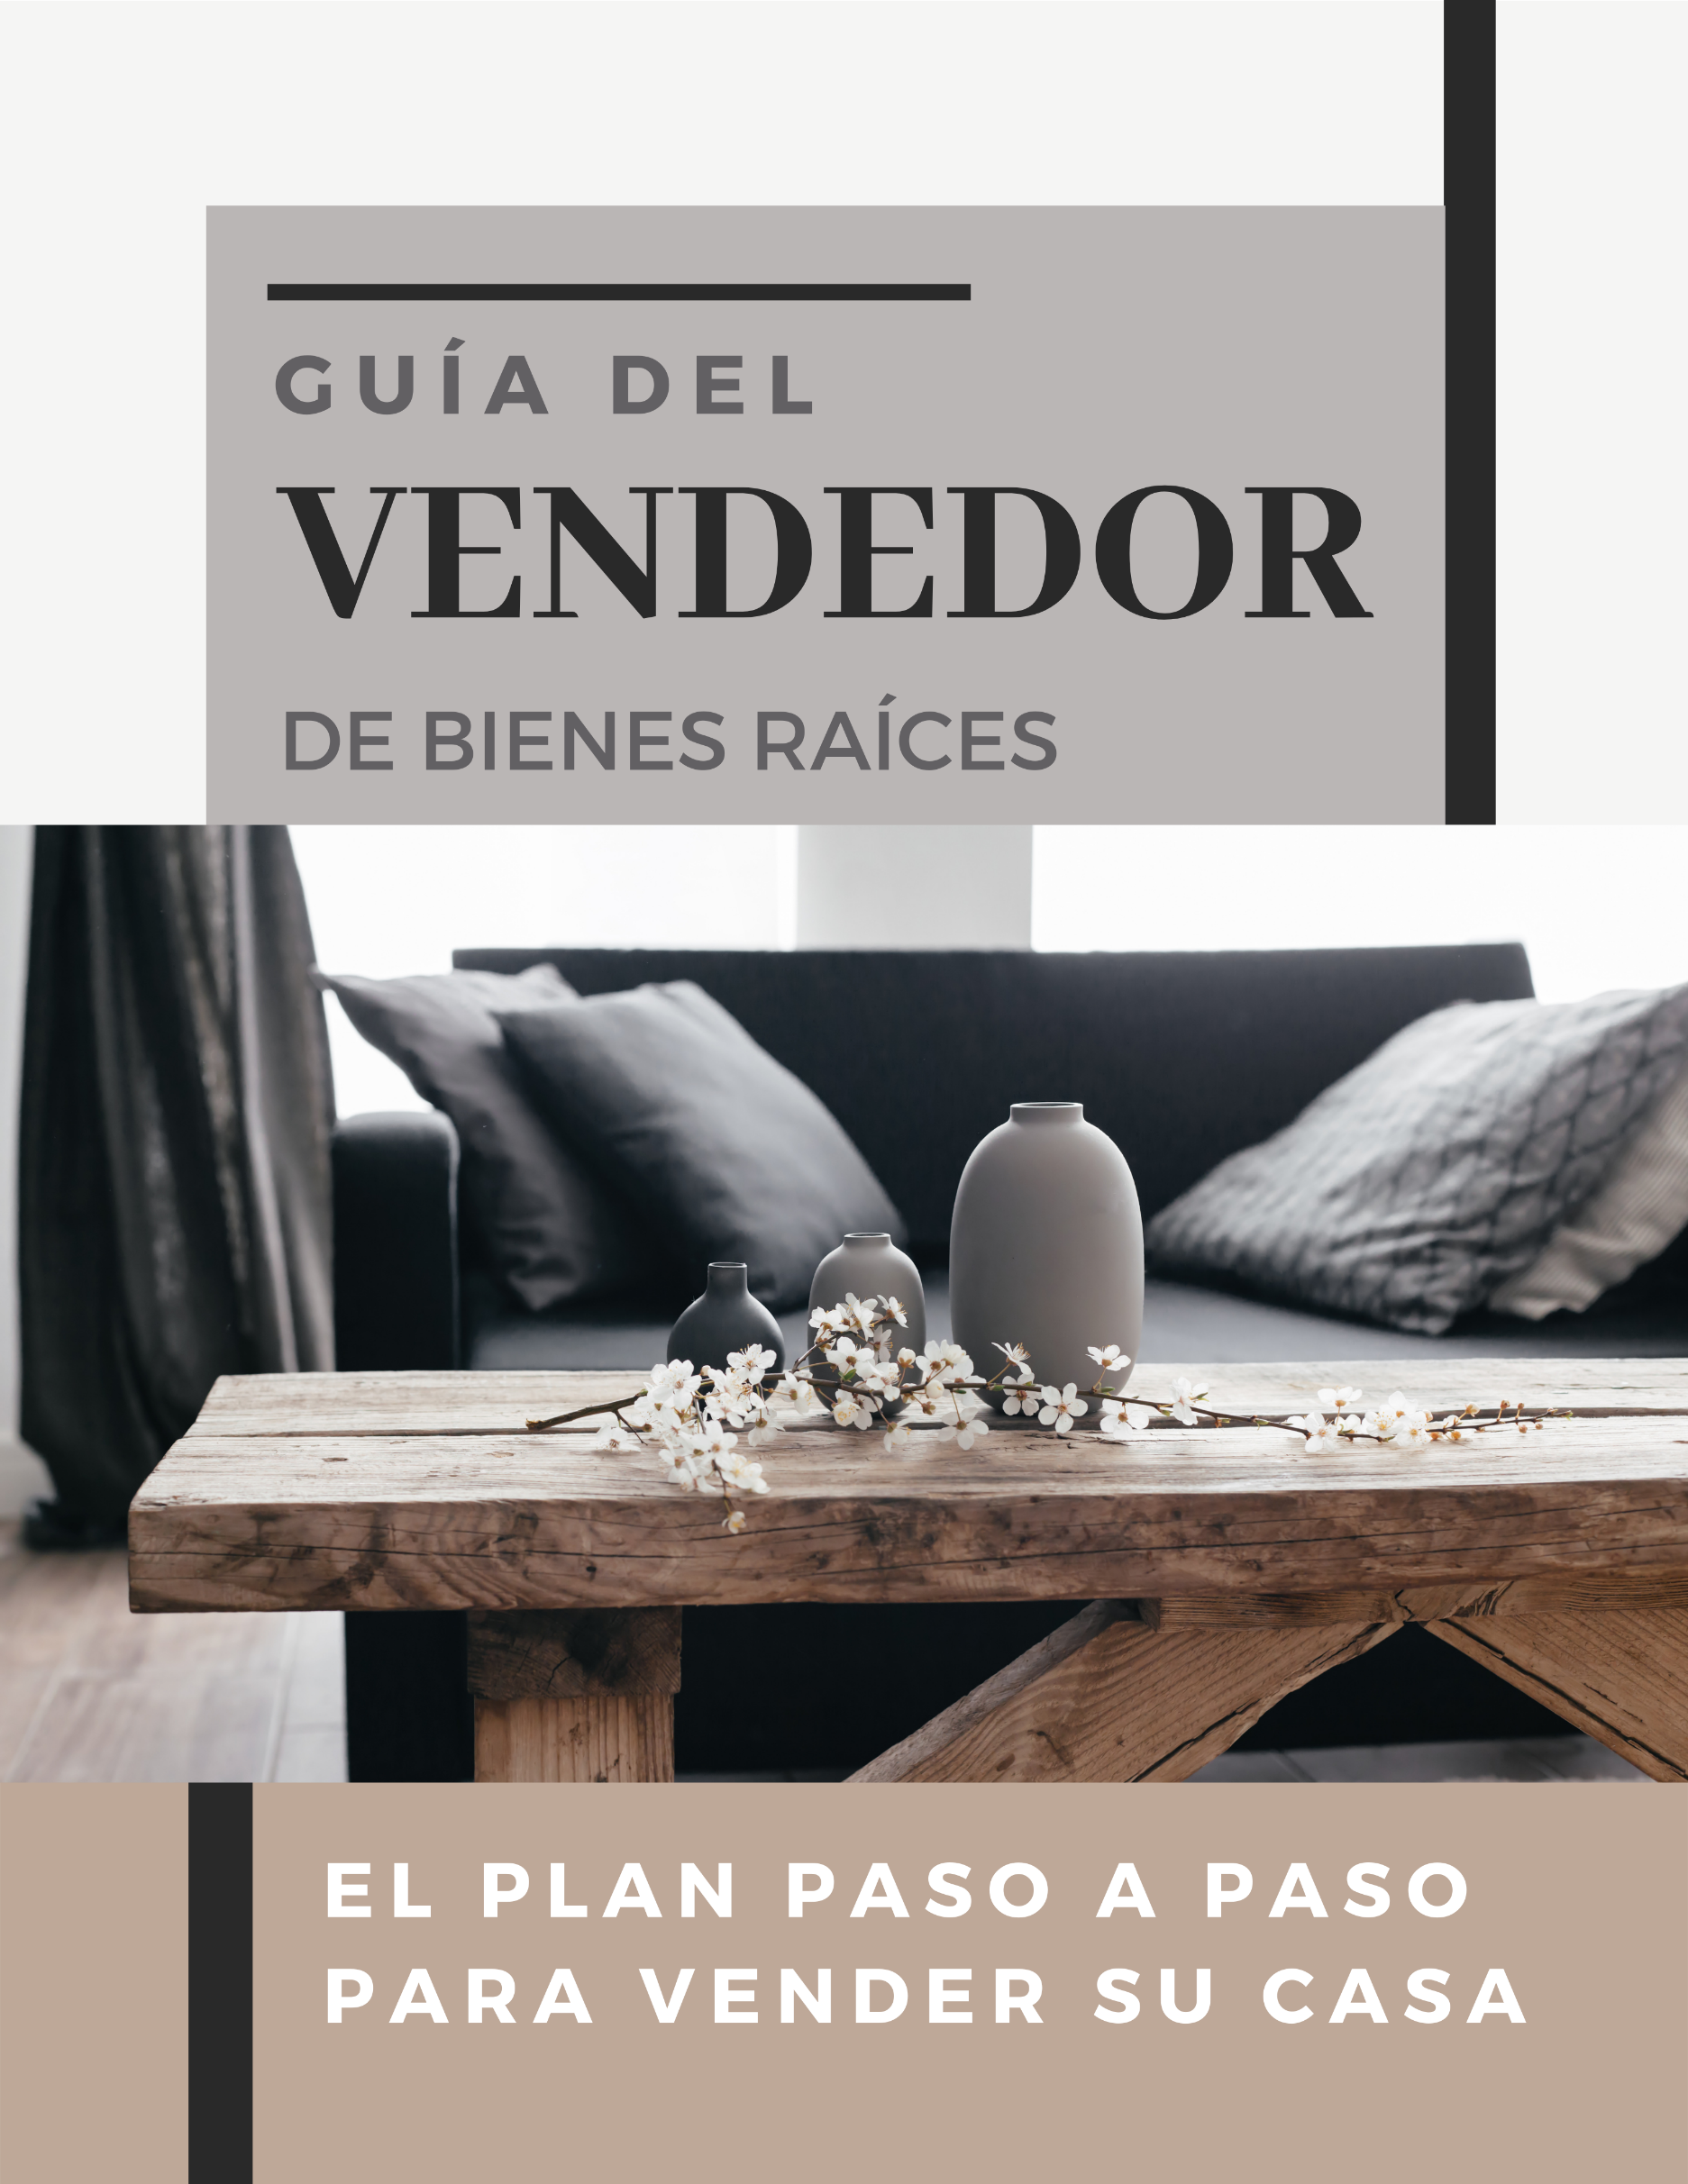 GUÍA DEL
VENDEDOR
DE BIENES RAÍCES
EL PLAN PASO A PASO
PARA VENDER SU CASA